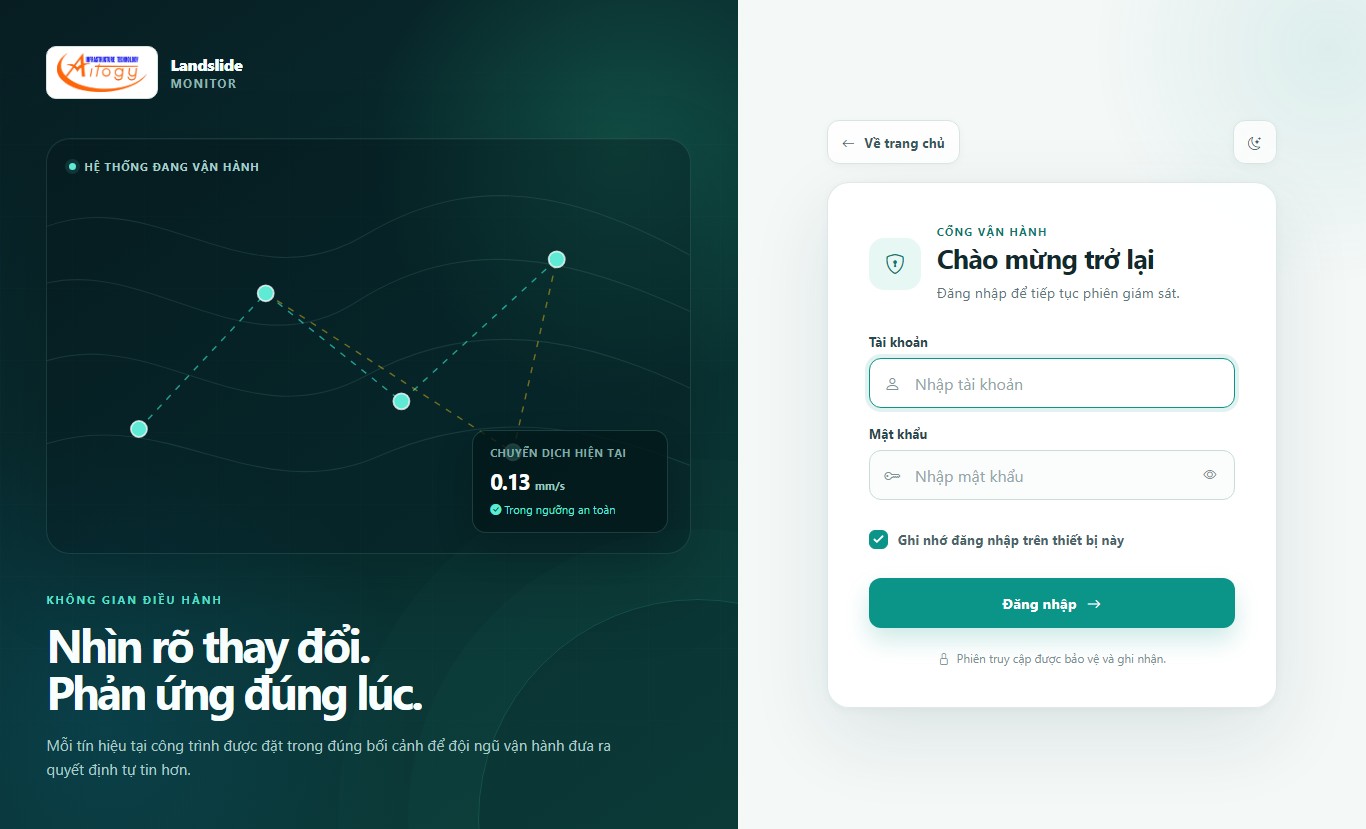 INFRASTRUCTURE TECHNOLOGY
Aitogy
Landslide
MONITOR
HỆ THỐNG ĐANG VẬN HÀNH
CHUYỂN DỊCH HIỆN TẠI
0.13 mm/s
Trong ngưỡng an toàn
KHÔNG GIAN ĐIỀU HÀNH
Nhìn rõ thay đổi.
Phản ứng đúng lúc.
Mỗi tín hiệu tại công trình được đặt trong đúng bối cảnh để đội ngũ vận hành đưa ra
quyết định tự tin hơn.
Về trang chủ
CỔNG VẬN HÀNH
Chào mừng trở lại
Đăng nhập để tiếp tục phiên giám sát.
Tài khoản
Nhập tài khoản
Mật khẩu
Nhập mật khẩu
Ghi nhớ đăng nhập trên thiết bị này
Đăng nhập
Phiên truy cập được bảo vệ và ghi nhận.